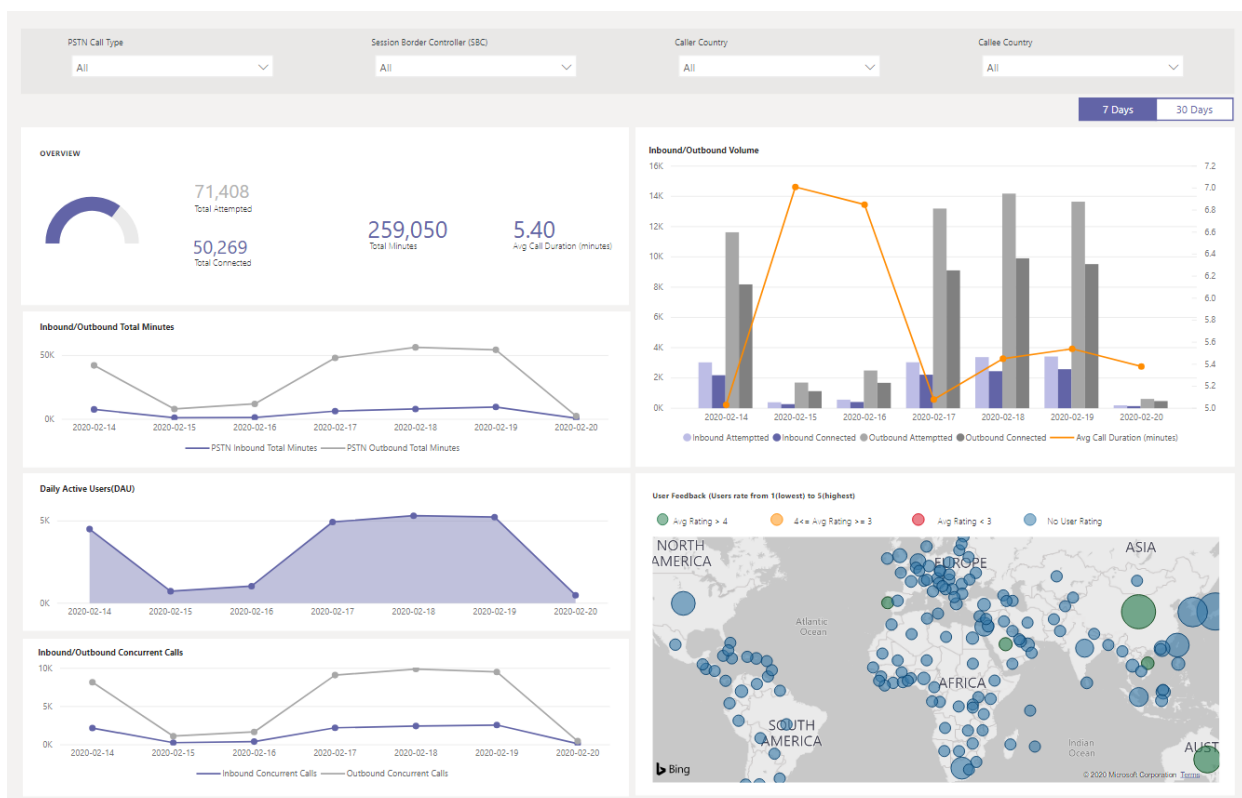 PSTN Call Type
All
Session Border Controller (SBC)
All
Caller Country
All
Callee Country
All
7 Days 30 Days
OVERVIEW
71,408
Total Attempted
50,269
Total Connected
259,050
Total Minutes
5.40
Avg Call Duration (minutes)
Inbound/Outbound Volume
16K
14K
12K
10K
8K
6K
4K
2K
0K
7.2
7.0
6.8
6.6
6.4
6.2
6.0
5.8
5.6
5.4
5.2
5.0
2020-02-14 2020-02-15 2020-02-16 2020-02-17 2020-02-18 2020-02-19 2020-02-20
Inbound Attemptted Inbound Connected Outbound Atemptted Outbound Connected Avg Call Duration (minutes)
Inbound/Outbound Total Minutes
50K
0K
2020-02-14 2020-02-15 2020-02-16 2020-02-17 2020-02-18 2020-02-19 2020-02-20
PSTN Inbound Total Minutes PSTN Outbound Total Minutes
Daily Active Users(DAU)
5K
0K
2020-02-14 2020-02-15 2020-02-16 2020-02-17 2020-02-18 2020-02-19 2020-02-20
Inbound/Outbound Concurrent Calls
10K
5K
0K
2020-02-14 2020-02-15 2020-02-16 2020-02-17 2020-02-18 2020-02-19 2020-02-20
Inbound Concurrent Calls Outbound Concurrent Calls
User Feedback (Users rate from 1(lowest) to 5(highest)
Avg Rating > 4 4<= Avg Rating >= 3 Avg Rating < 3 No User Rating
NORTH
AMERICA
EUROPE
ASIA
Atlantic
Ocean
AFRICA
SOUTH
AMERICA
Indian
Ocean
AUST
Bing
© 2020 Microsoft Corporation Terms